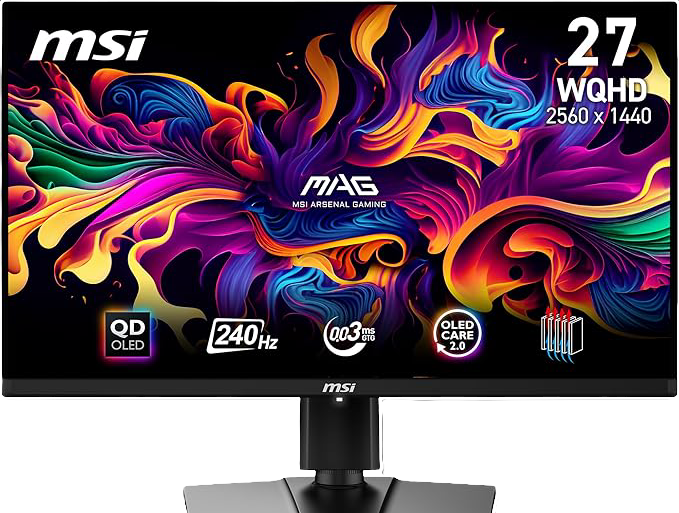 msi
27
WQHD
2560 x 1440
MAG
MSI ARSENAL GAMING
QD
OLED
240Hz
0.03ms
GTG
OLED
CARE
2.0
msi